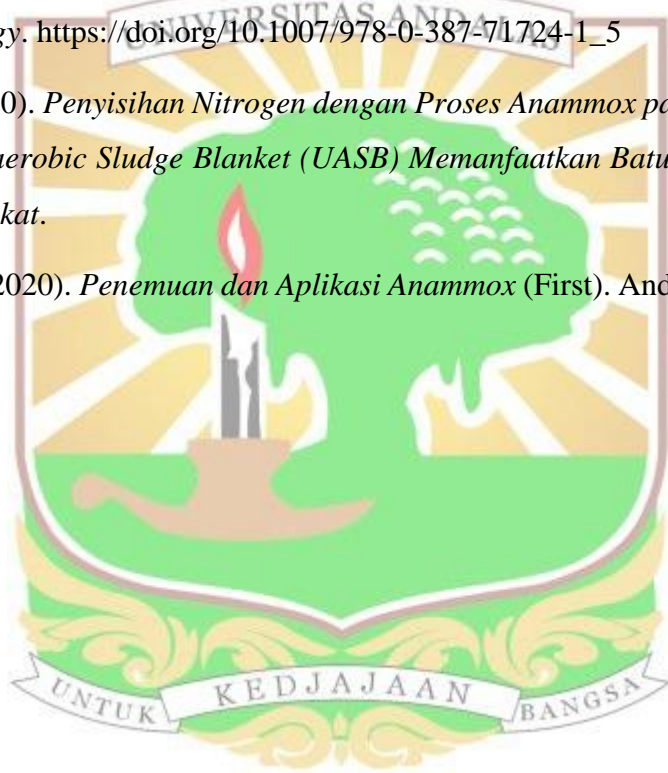 UNIVERSITAS ANDALAS
gy. https://doi.org/10.1007/978-0-387-71724-1_5
0). Penyisihan Nitrogen dengan Proses Anammox pa
aerobic Sludge Blanket (UASB) Memanfaatkan Batu
kat.
2020). Penemuan dan Aplikasi Anammox (First). And
UNTUK KEDJAJAAN BANGSA